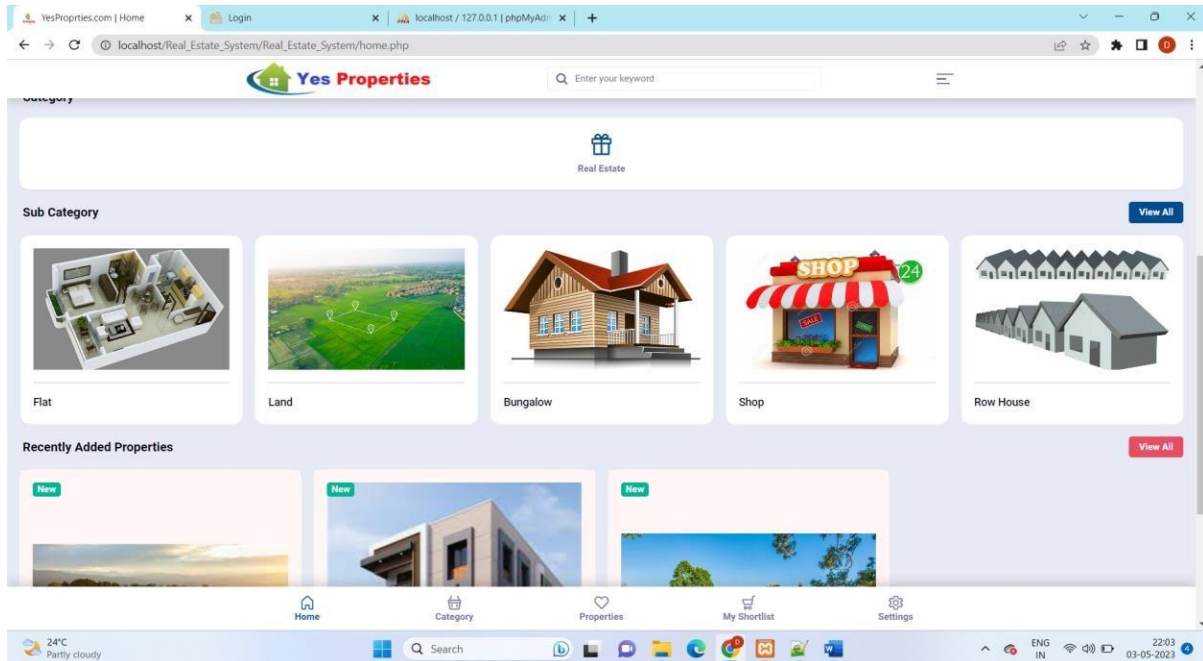 YesProprties.com | Home
Login
localhost / 127.0.0.1 | phpMyAdm
localhost/Real_Estate_System/Real_Estate_System/home.php
D
Yes Properties
Enter your keyword
Category
Real Estate
Sub Category
View All
SHOP
24
SALE
Flat
Land
Bungalow
Shop
Row House
Recently Added Properties
View All
New
New
New
Home
Category
Properties
My Shortlist
Settings
24°C
Partly cloudy
Search
ENG
IN
22:03
03-05-2023